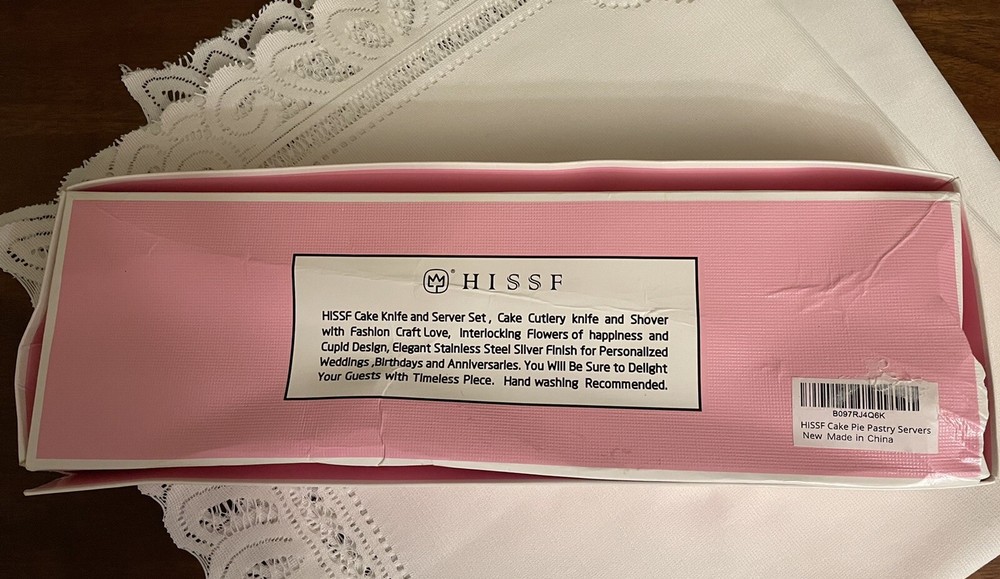 ® HISSF
HISSF Cake Knife and Server Set , Cake Cutlery knife and Shover
with Fashion Craft Love, Interlocking Flowers of happiness and
Cupid Design, Elegant Stainless Steel Silver Finish for Personalized
Weddings ,Birthdays and Anniversaries. You Will Be Sure to Delight
Your Guests with Timeless Piece. Hand washing Recommended.
B097RJ4Q6K
HISSF Cake Pie Pastry Servers
New Made in China